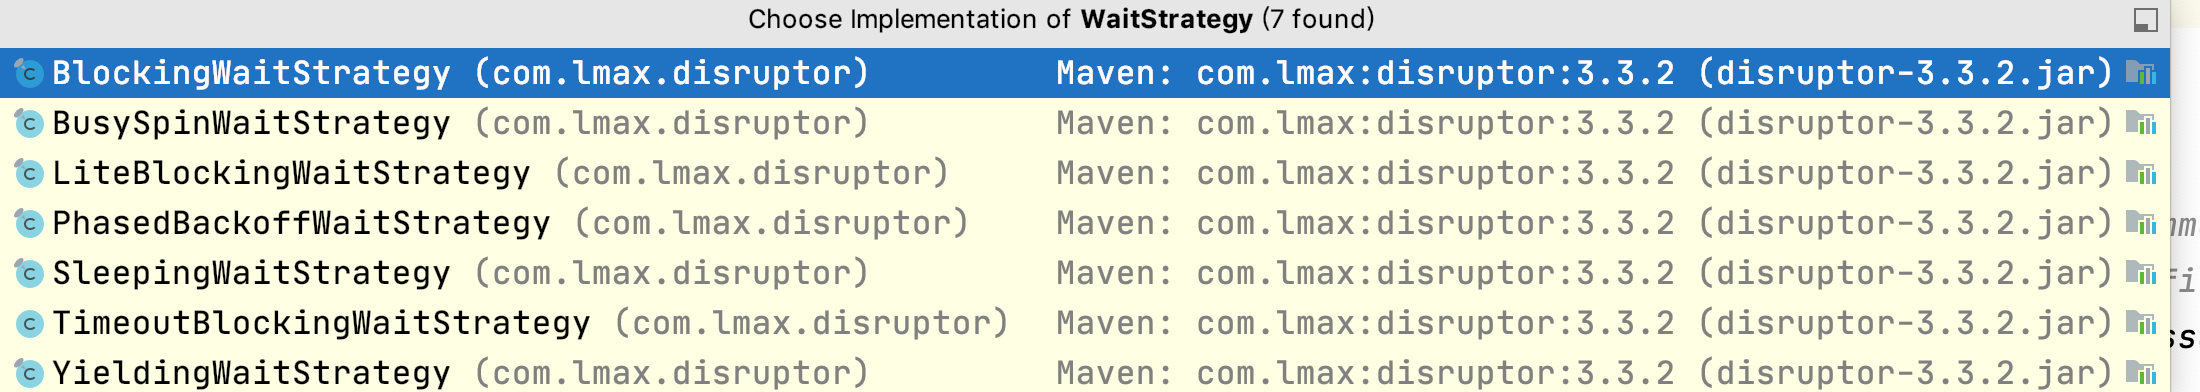 Choose Implementation of WaitStrategy (7 found)
BlockingWaitStrategy (com.lmax.disruptor) Maven: com.lmax:disruptor:3.3.2 (disruptor-3.3.2.jar)
BusySpinWaitStrategy (com.lmax.disruptor) Maven: com.lmax:disruptor:3.3.2 (disruptor-3.3.2.jar)
LiteBlockingWaitStrategy (com.lmax.disruptor) Maven: com.lmax:disruptor:3.3.2 (disruptor-3.3.2.jar)
PhasedBackoffWaitStrategy (com.lmax.disruptor) Maven: com.lmax:disruptor:3.3.2 (disruptor-3.3.2.jar)
SleepingWaitStrategy (com.lmax.disruptor) Maven: com.lmax:disruptor:3.3.2 (disruptor-3.3.2.jar)
TimeoutBlockingWaitStrategy (com.lmax.disruptor) Maven: com.lmax:disruptor:3.3.2 (disruptor-3.3.2.jar)
YieldingWaitStrategy (com.lmax.disruptor) Maven: com.lmax:disruptor:3.3.2 (disruptor-3.3.2.jar)